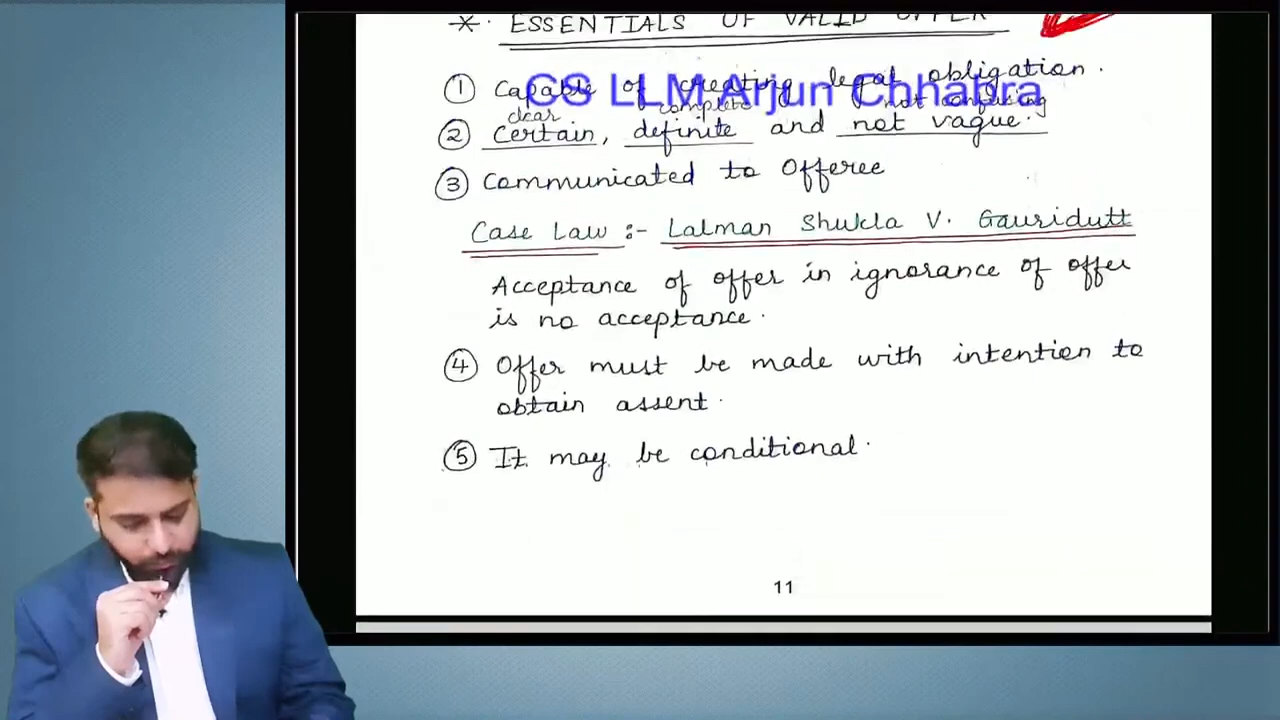 * · ESSENTIALS OF VALID OFFER
① Capable of creating legal obligation.
CS LLM Arjun Chhabra
clear complete not confusing
② Certain, definite and not vague.
③ Communicated to Offeree
Case Law :- Lalman Shukla V. Gauridutt
Acceptance of offer in ignorance of offer
is no acceptance.
④ Offer must be made with intention to
obtain assent.
⑤ It may be conditional.
11